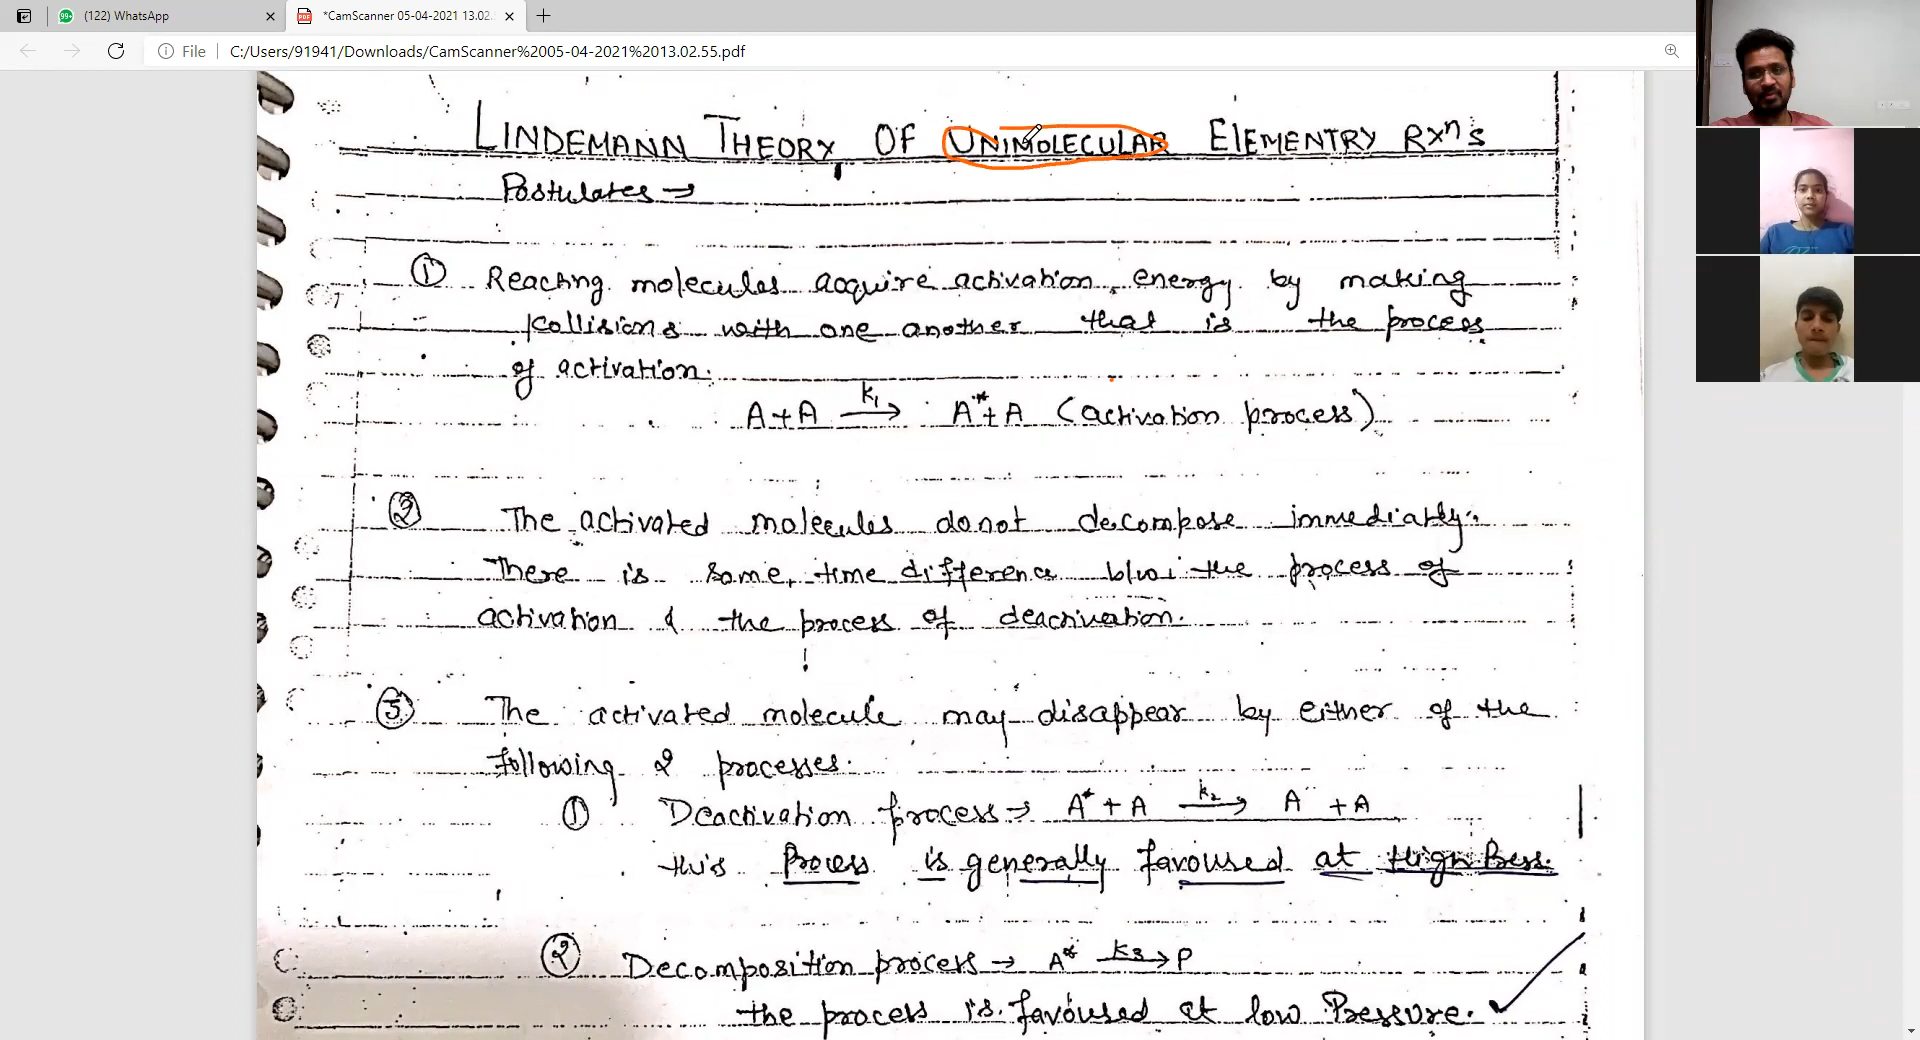 (122) WhatsApp
*CamScanner 05-04-2021 13.02.
File C:/Users/91941/Downloads/CamScanner%2005-04-2021%2013.02.55.pdf
LINDEMANN THEORY OF UNIMOLECULAR ELEMENTRY RXⁿs
Postulates →
① Reacting molecules acquire activation energy by making
collisions with one another that is the process
of activation.
A + A —k₁→ A* + A (activation process)
② The activated molecules donot decompose immediatly.
There is some time difference b/w the process of
activation & the process of deactivation.
③ The activated molecule may disappear by either of the
following 2 processes.
① Deactivation process → A* + A —k₂→ A + A
this Process is generally favoured at High Press.
② Decomposition process → A* —k₃→ P
the process is favoured at low Pressure.